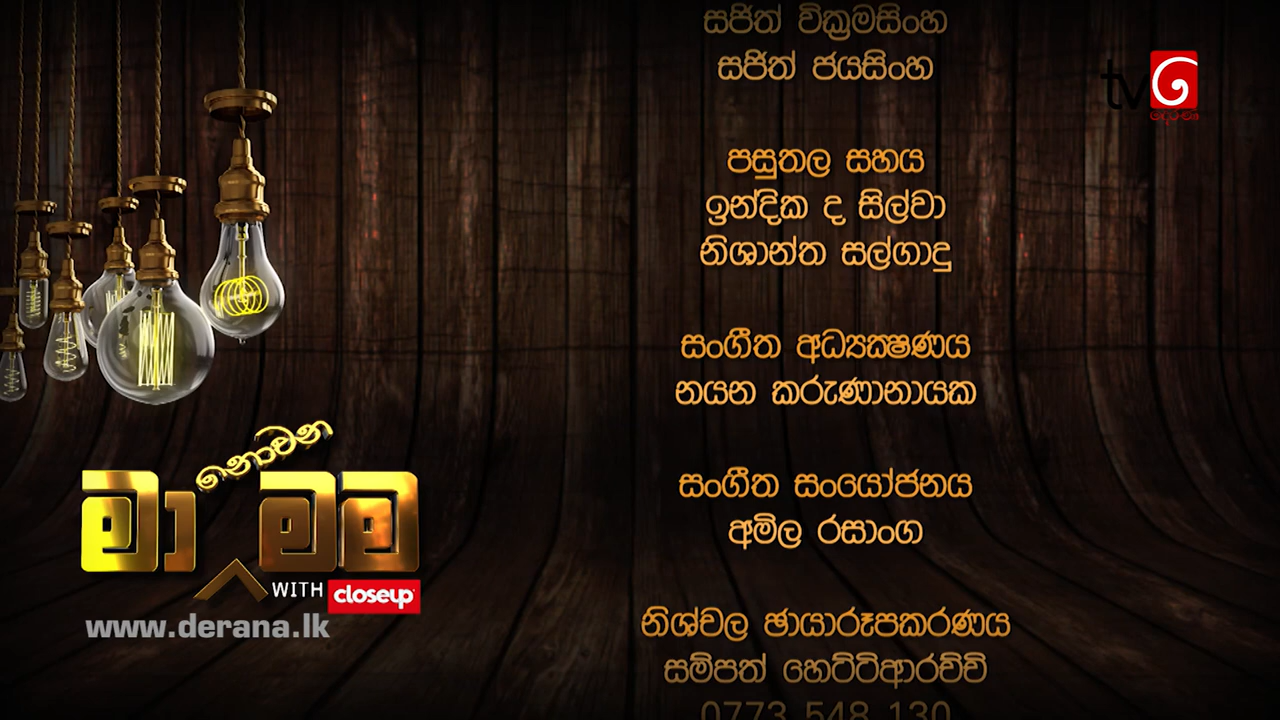 සජිත් වික්‍රමසිංහ
සජිත් ජයසිංහ
tv
දෙරණ
පසුතල සහය
ඉන්දික ද සිල්වා
නිශාන්ත සල්ගාදු
සංගීත අධ්‍යක්ෂණය
නයන කරුණානායක
සංගීත සංයෝජනය
අමිල රසාංග
නිශ්චල ඡායාරූපකරණය
සම්පත් හෙට්ටිආරච්චි
0773 548 130
නොවන
මා මම
WITH closeup
www.derana.lk